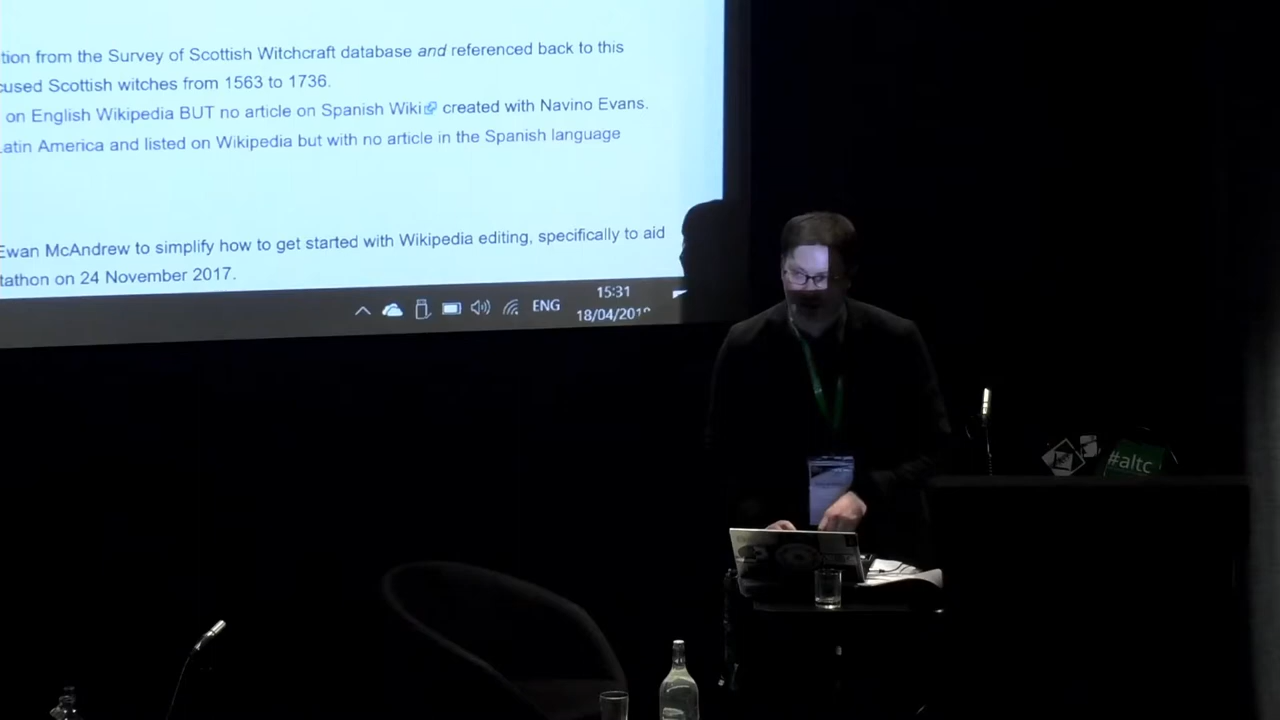 tion from the Survey of Scottish Witchcraft database and referenced back to this
cused Scottish witches from 1563 to 1736.
on English Wikipedia BUT no article on Spanish Wiki created with Navino Evans.
Latin America and listed on Wikipedia but with no article in the Spanish language
Ewan McAndrew to simplify how to get started with Wikipedia editing, specifically to aid
tathon on 24 November 2017.
ENG
15:31
18/04/201
#altc